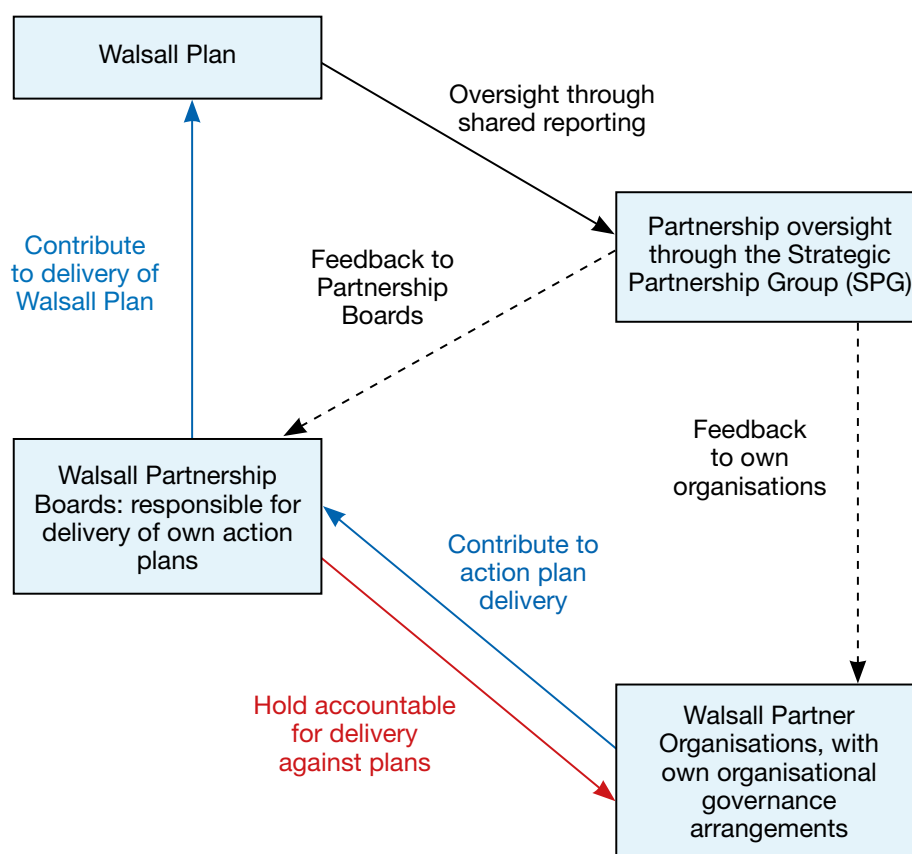 Walsall Plan
Oversight through
shared reporting
Partnership oversight
through the Strategic
Partnership Group (SPG)
Contribute
to delivery of
Walsall Plan
Feedback to
Partnership
Boards
Walsall Partnership
Boards: responsible for
delivery of own action
plans
Feedback
to own
organisations
Contribute to
action plan
delivery
Hold accountable
for delivery
against plans
Walsall Partner
Organisations, with
own organisational
governance
arrangements